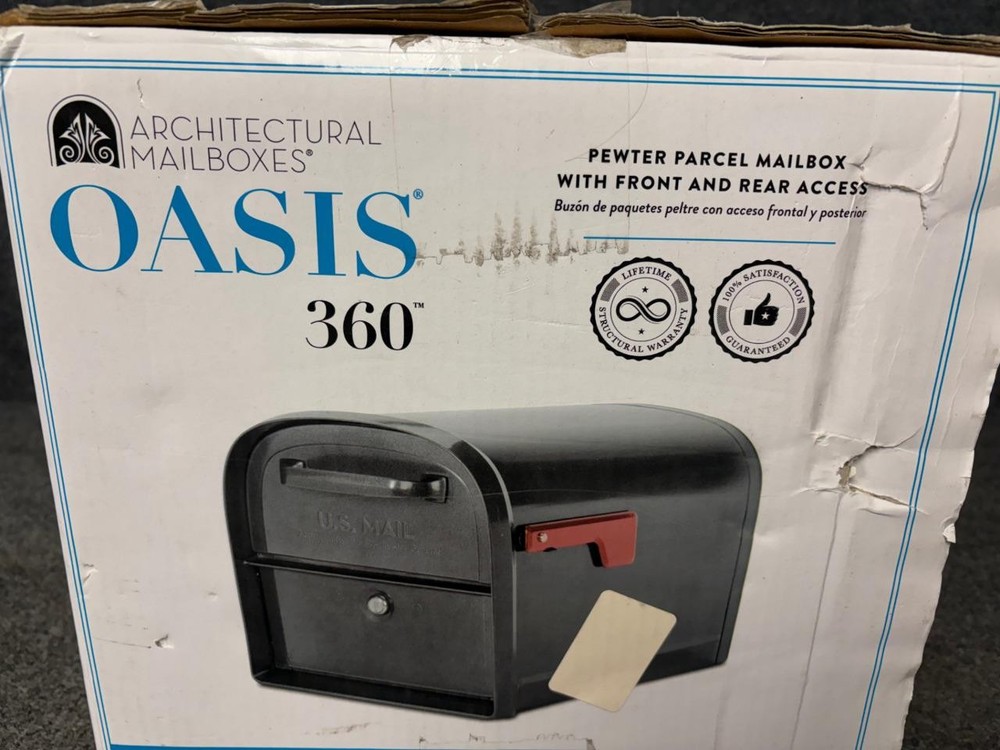 ARCHITECTURAL
MAILBOXES®
OASIS®
360™
PEWTER PARCEL MAILBOX
WITH FRONT AND REAR ACCESS
Buzón de paquetes peltre con acceso frontal y posterior
LIFETIME
STRUCTURAL WARRANTY
100% SATISFACTION
GUARANTEED
U.S. MAIL